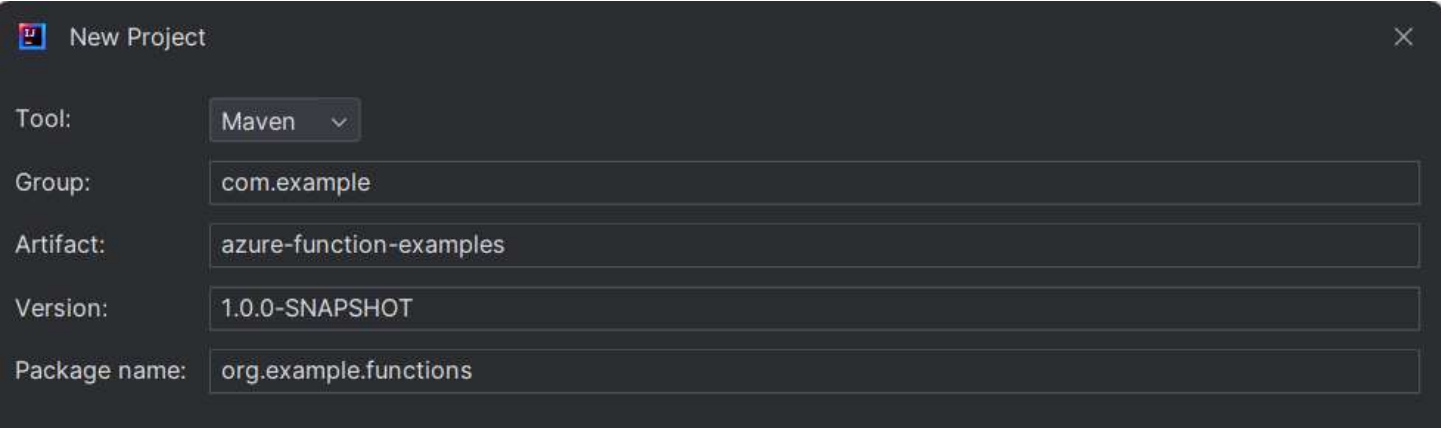 New Project
Tool: Maven
Group: com.example
Artifact: azure-function-examples
Version: 1.0.0-SNAPSHOT
Package name: org.example.functions